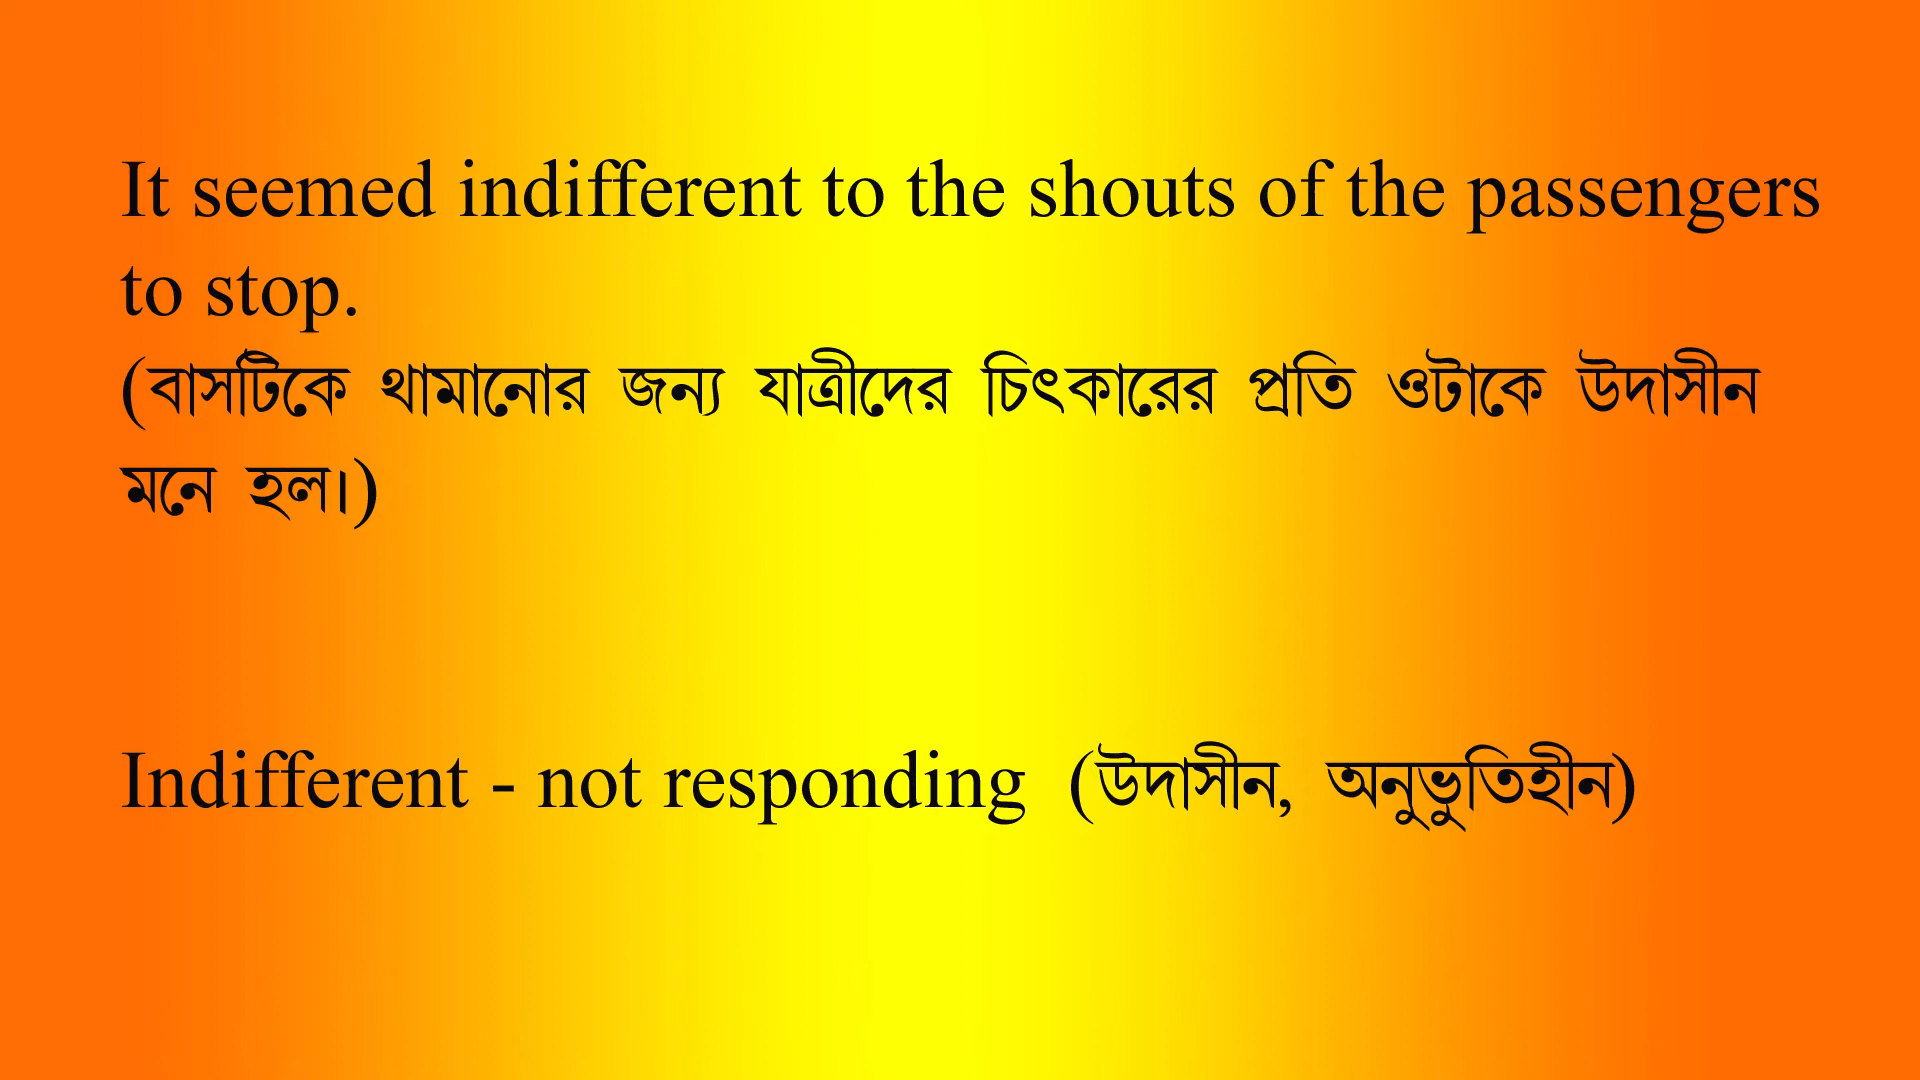 It seemed indifferent to the shouts of the passengers
to stop.
(বাসটিকে থামানোর জন্য যাত্রীদের চিৎকারের প্রতি ওটাকে উদাসীন
মনে হল।)
Indifferent - not responding (উদাসীন, অনুভুতিহীন)